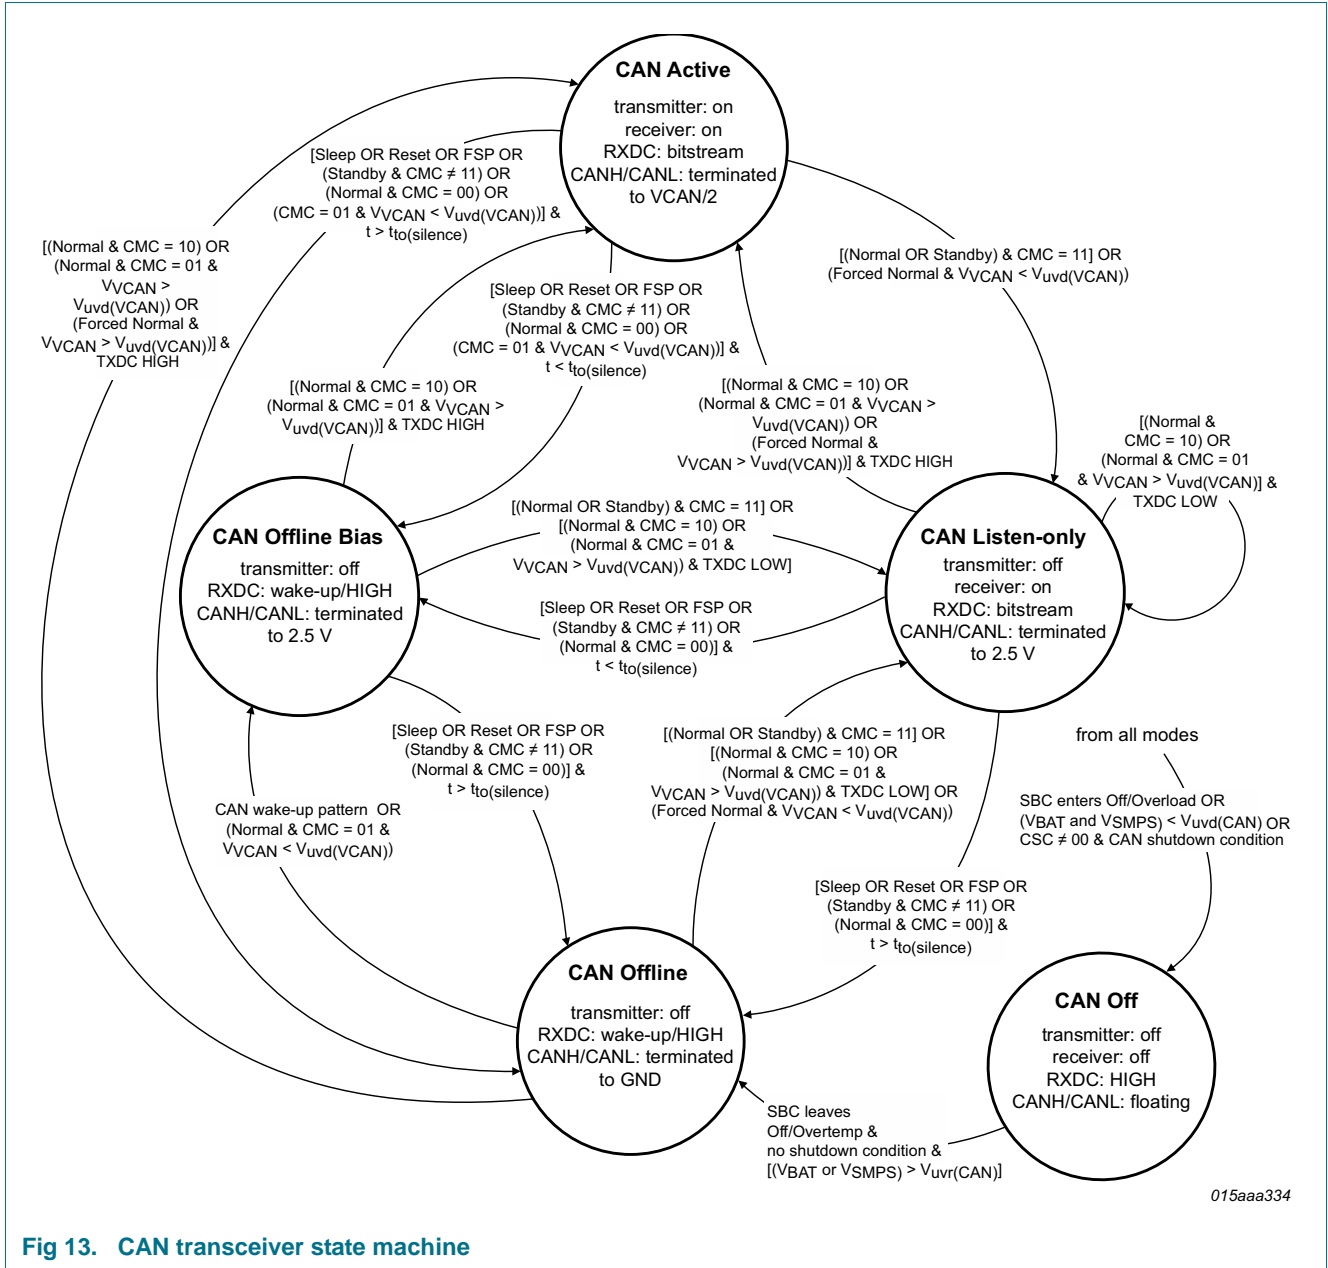 CAN Active
transmitter: on
receiver: on
RXDC: bitstream
CANH/CANL: terminated
to VCAN/2
[Sleep OR Reset OR FSP OR
(Standby & CMC ≠ 11) OR
(Normal & CMC = 00) OR
(CMC = 01 & VVCAN < Vuvd(VCAN))] &
t > tto(silence)
[(Normal & CMC = 10) OR
(Normal & CMC = 01 &
VVCAN >
Vuvd(VCAN)) OR
(Forced Normal &
VVCAN > Vuvd(VCAN))] &
TXDC HIGH
[(Normal OR Standby) & CMC = 11] OR
(Forced Normal & VVCAN < Vuvd(VCAN))
[Sleep OR Reset OR FSP OR
(Standby & CMC ≠ 11) OR
(Normal & CMC = 00) OR
(CMC = 01 & VVCAN < Vuvd(VCAN))] &
t < tto(silence)
[(Normal & CMC = 10) OR
(Normal & CMC = 01 & VVCAN >
Vuvd(VCAN))] & TXDC HIGH
[(Normal & CMC = 10) OR
(Normal & CMC = 01 & VVCAN >
Vuvd(VCAN)) OR
(Forced Normal &
VVCAN > Vuvd(VCAN))] & TXDC HIGH
[(Normal &
CMC = 10) OR
(Normal & CMC = 01
& VVCAN > Vuvd(VCAN)] &
TXDC LOW
CAN Offline Bias
transmitter: off
RXDC: wake-up/HIGH
CANH/CANL: terminated
to 2.5 V
[(Normal OR Standby) & CMC = 11] OR
[(Normal & CMC = 10) OR
(Normal & CMC = 01 &
VVCAN > Vuvd(VCAN)) & TXDC LOW]
CAN Listen-only
transmitter: off
receiver: on
RXDC: bitstream
CANH/CANL: terminated
to 2.5 V
[Sleep OR Reset OR FSP OR
(Standby & CMC ≠ 11) OR
(Normal & CMC = 00)] &
t < tto(silence)
[Sleep OR Reset OR FSP OR
(Standby & CMC ≠ 11) OR
(Normal & CMC = 00)] &
t > tto(silence)
[(Normal OR Standby) & CMC = 11] OR
[(Normal & CMC = 10) OR
(Normal & CMC = 01 &
VVCAN > Vuvd(VCAN)) & TXDC LOW] OR
(Forced Normal & VVCAN < Vuvd(VCAN))
from all modes
SBC enters Off/Overload OR
(VBAT and VSMPS) < Vuvd(CAN) OR
CSC ≠ 00 & CAN shutdown condition
CAN wake-up pattern OR
(Normal & CMC = 01 &
VVCAN < Vuvd(VCAN))
[Sleep OR Reset OR FSP OR
(Standby & CMC ≠ 11) OR
(Normal & CMC = 00)] &
t > tto(silence)
CAN Offline
transmitter: off
RXDC: wake-up/HIGH
CANH/CANL: terminated
to GND
CAN Off
transmitter: off
receiver: off
RXDC: HIGH
CANH/CANL: floating
SBC leaves
Off/Overtemp &
no shutdown condition &
[(VBAT or VSMPS) > Vuvr(CAN)]
015aaa334
Fig 13. CAN transceiver state machine